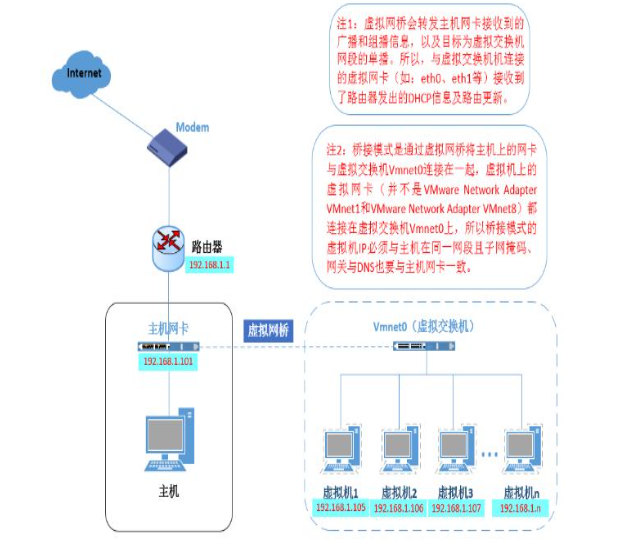 注1：虚拟网桥会转发主机网卡接收到的
广播和组播信息，以及目标为虚拟交换机
网段的单播。所以，与虚拟交换机机连接
的虚拟网卡（如：eth0、eth1等）接收到
了路由器发出的DHCP信息及路由更新。
Internet
Modem
注2：桥接模式是通过虚拟网桥将主机上的网卡
与虚拟交换机Vmnet0连接在一起，虚拟机上的
虚拟网卡（并不是VMware Network Adapter
VMnet1和VMware Network Adapter VMnet8）都
连接在虚拟交换机Vmnet0上，所以桥接模式的
虚拟机IP必须与主机在同一网段且子网掩码、
网关与DNS也要与主机网卡一致。
路由器
192.168.1.1
主机网卡
虚拟网桥
Vmnet0（虚拟交换机）
192.168.1.101
主机
虚拟机1
虚拟机2
虚拟机3
虚拟机n
192.168.1.105
192.168.1.106
192.168.1.107
192.168.1.n